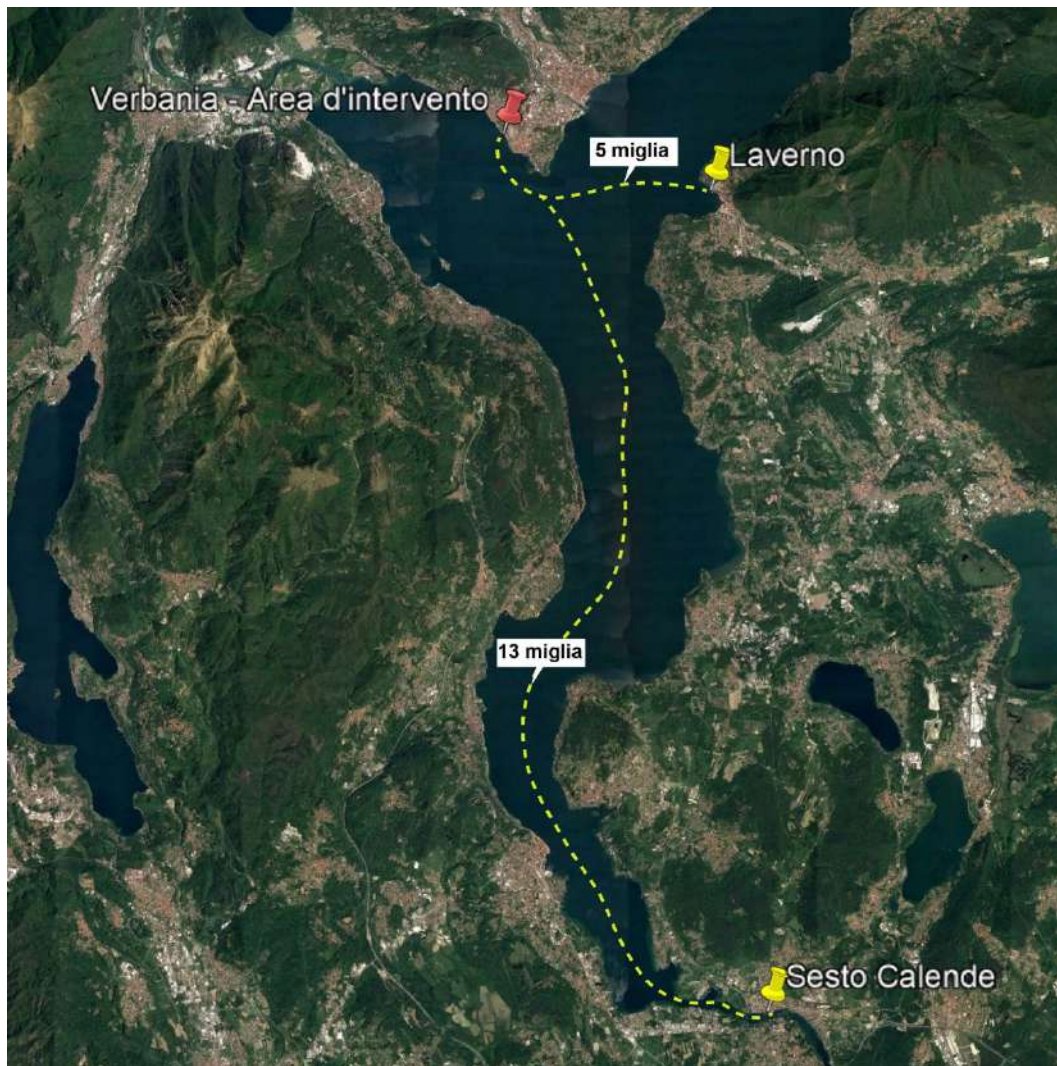 Verbania - Area d'intervento
5 miglia
Laverno
13 miglia
Sesto Calende